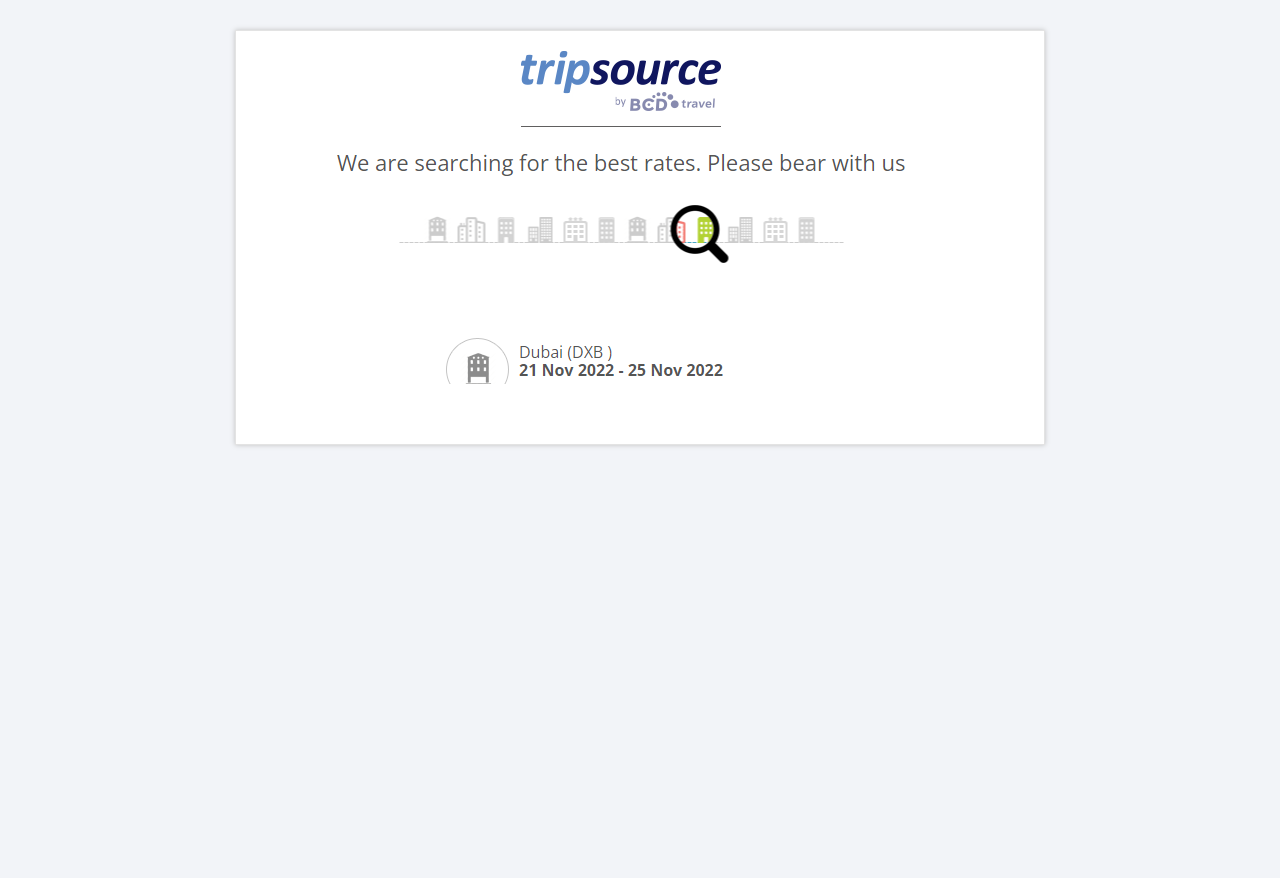 tripsource
by BCD travel
We are searching for the best rates. Please bear with us
Dubai (DXB )
21 Nov 2022 - 25 Nov 2022